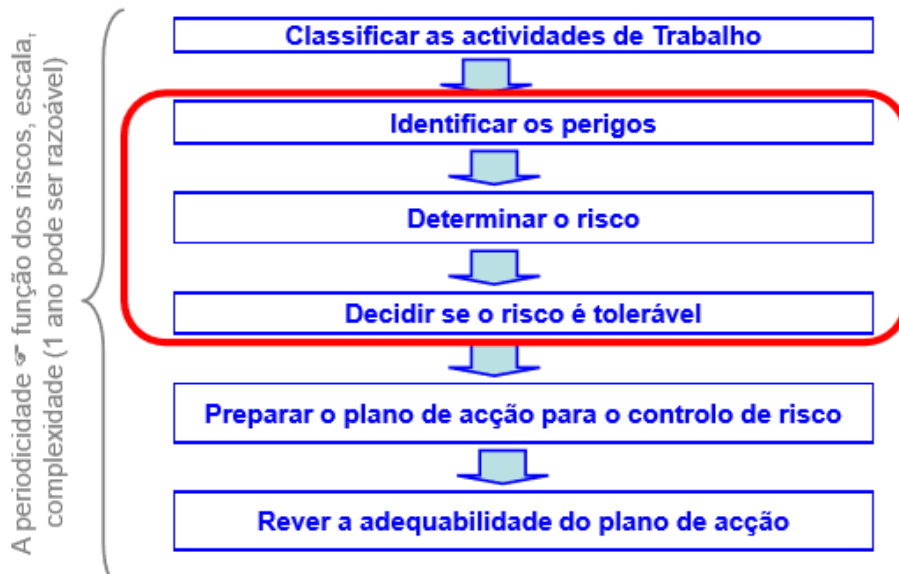 A periodicidade ☞ função dos riscos, escala,
complexidade (1 ano pode ser razoável)
Classificar as actividades de Trabalho
Identificar os perigos
Determinar o risco
Decidir se o risco é tolerável
Preparar o plano de acção para o controlo de risco
Rever a adequabilidade do plano de acção